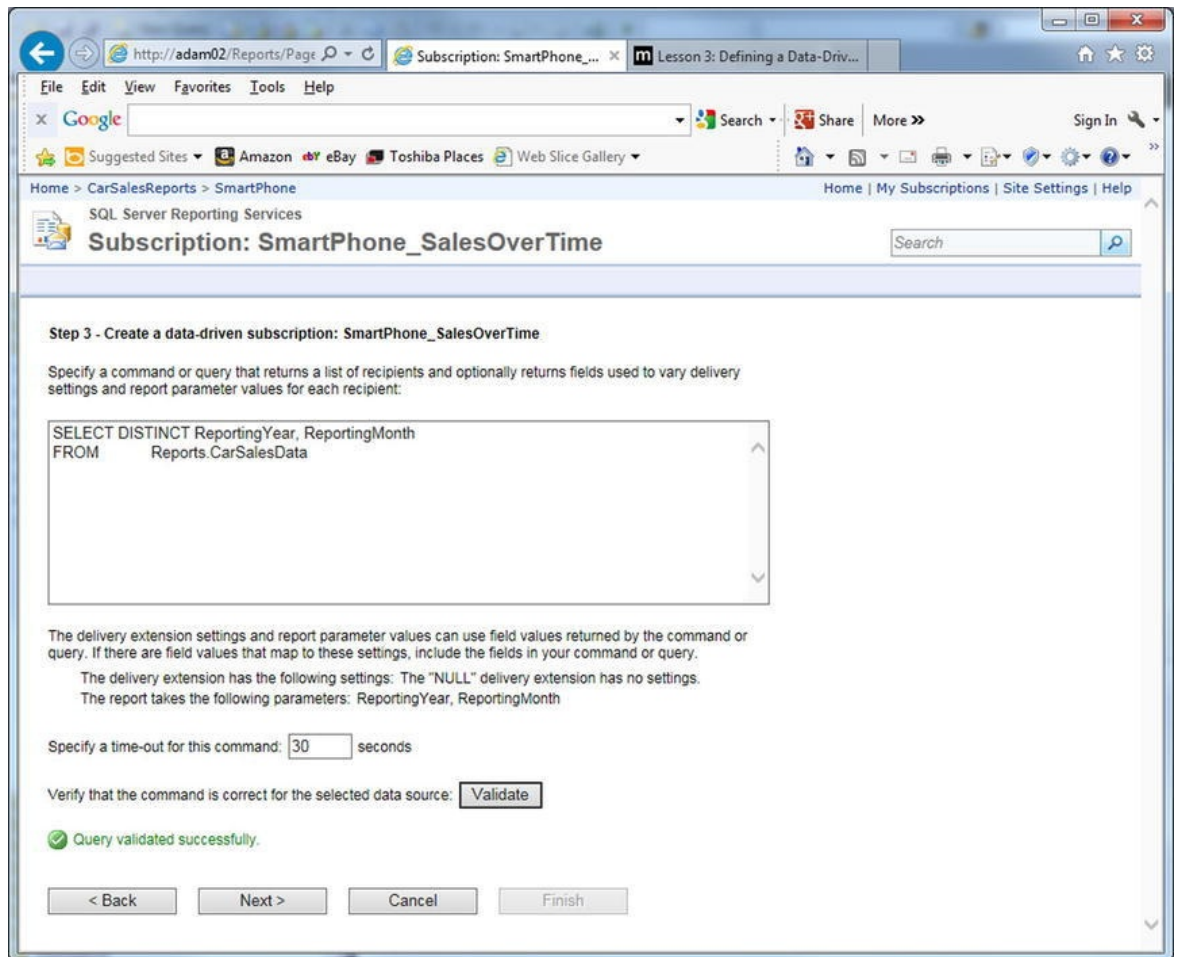 http://adam02/Reports/Page
Subscription: SmartPhone_...
Lesson 3: Defining a Data-Driv...
File Edit View Favorites Tools Help
x Google Search Share More >> Sign In
Suggested Sites Amazon ebY eBay Toshiba Places Web Slice Gallery
Home > CarSalesReports > SmartPhone
Home | My Subscriptions | Site Settings | Help
SQL Server Reporting Services
Subscription: SmartPhone_SalesOverTime
Search
Step 3 - Create a data-driven subscription: SmartPhone_SalesOverTime
Specify a command or query that returns a list of recipients and optionally returns fields used to vary delivery
settings and report parameter values for each recipient:
SELECT DISTINCT ReportingYear, ReportingMonth
FROM Reports.CarSalesData
The delivery extension settings and report parameter values can use field values returned by the command or
query. If there are field values that map to these settings, include the fields in your command or query.
The delivery extension has the following settings: The "NULL" delivery extension has no settings.
The report takes the following parameters: ReportingYear, ReportingMonth
Specify a time-out for this command: 30 seconds
Verify that the command is correct for the selected data source: Validate
Query validated successfully.
< Back Next > Cancel Finish